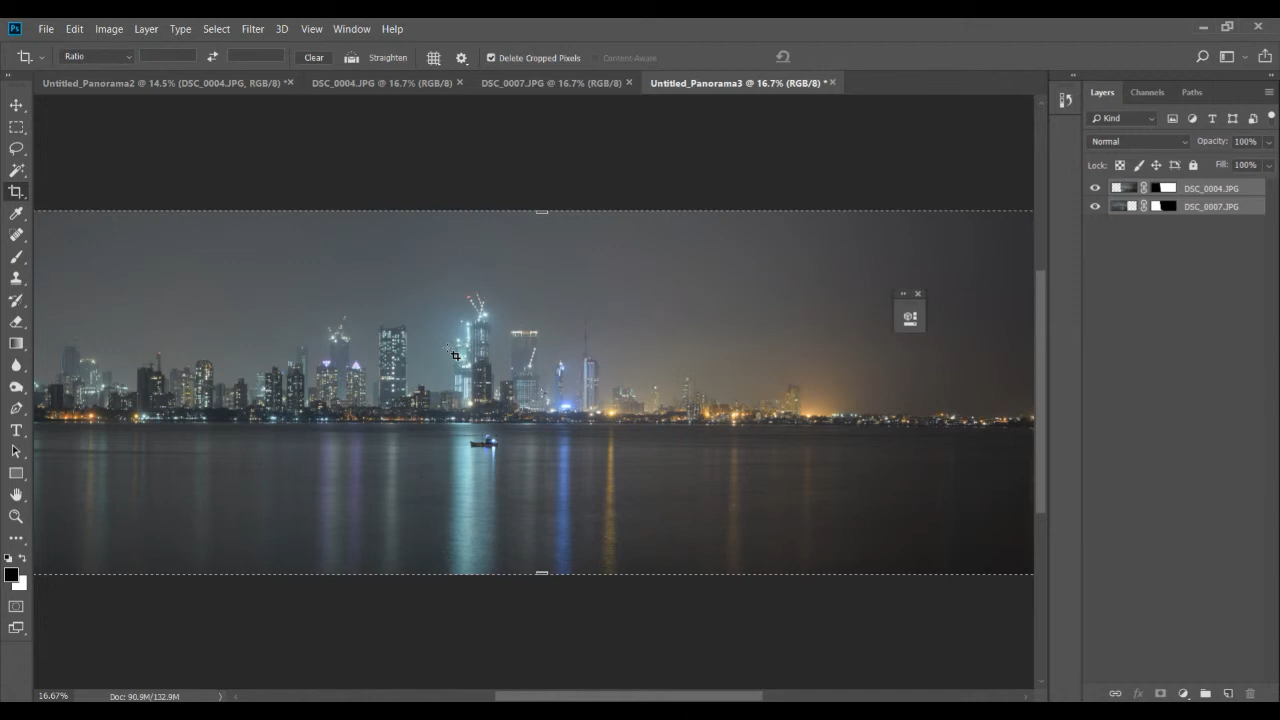 Ps File Edit Image Layer Type Select Filter 3D View Window Help
Ratio Clear Straighten Delete Cropped Pixels Content-Aware
Untitled_Panorama2 @ 14.5% (DSC_0004.JPG, RGB/8) * DSC_0004.JPG @ 16.7% (RGB/8) DSC_0007.JPG @ 16.7% (RGB/8) Untitled_Panorama3 @ 16.7% (RGB/8) *
Layers Channels Paths
Kind
Normal Opacity: 100%
Lock: Fill: 100%
DSC_0004.JPG
DSC_0007.JPG
16.67% Doc: 90.9M/132.9M